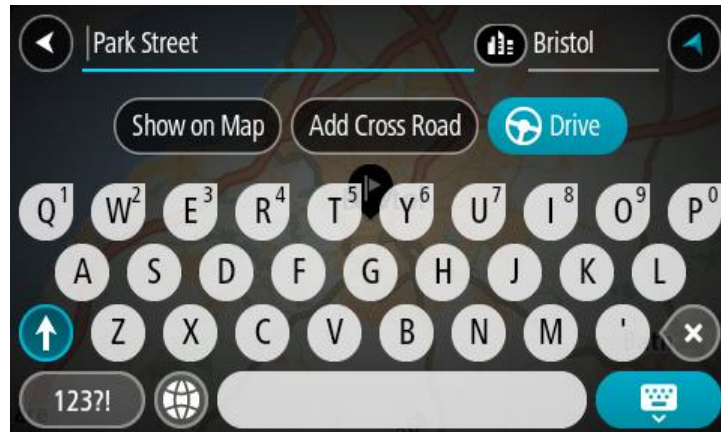 Park Street Bristol
Show on Map Add Cross Road Drive
Q1 W2 E3 R4 T5 Y6 U7 I8 O9 P0
A S D F G H J K L
Z X C V B N M '
123?!